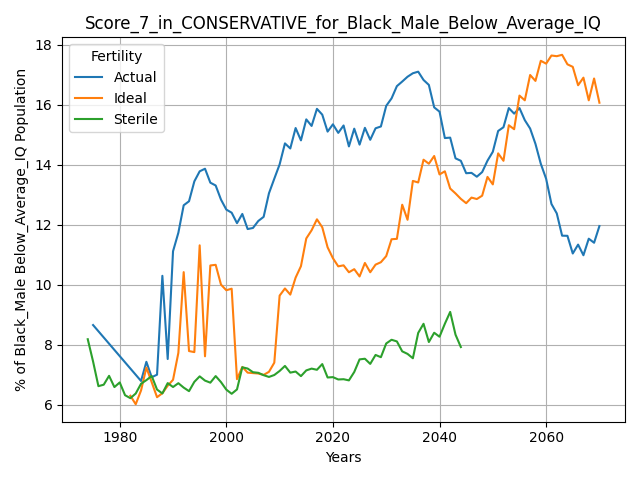 Score_7_in_CONSERVATIVE_for_Black_Male_Below_Average_IQ
Fertility
Actual
Ideal
Sterile
% of Black_Male Below_Average_IQ Population
18
16
14
12
10
8
6
1980 2000 2020 2040 2060
Years